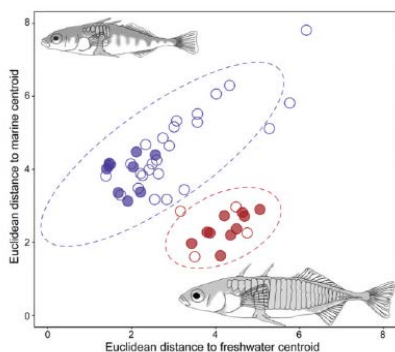 Euclidean distance to marine centroid
8
6
4
2
0
0 2 4 6 8
Euclidean distance to freshwater centroid